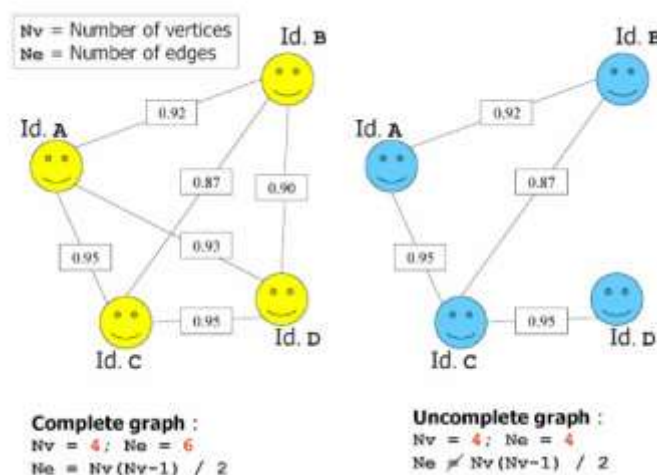 Nv = Number of vertices
Ne = Number of edges
Id. B
Id. A
0.92
0.87
0.90
0.95
0.93
0.95
Id. D
Id. C
Complete graph :
Nv = 4; Ne = 6
Ne = Nv(Nv-1) / 2
Id. B
Id. A
0.92
0.87
0.95
0.95
Id. D
Id. C
Uncomplete graph :
Nv = 4; Ne = 4
Ne ≠ Nv(Nv-1) / 2